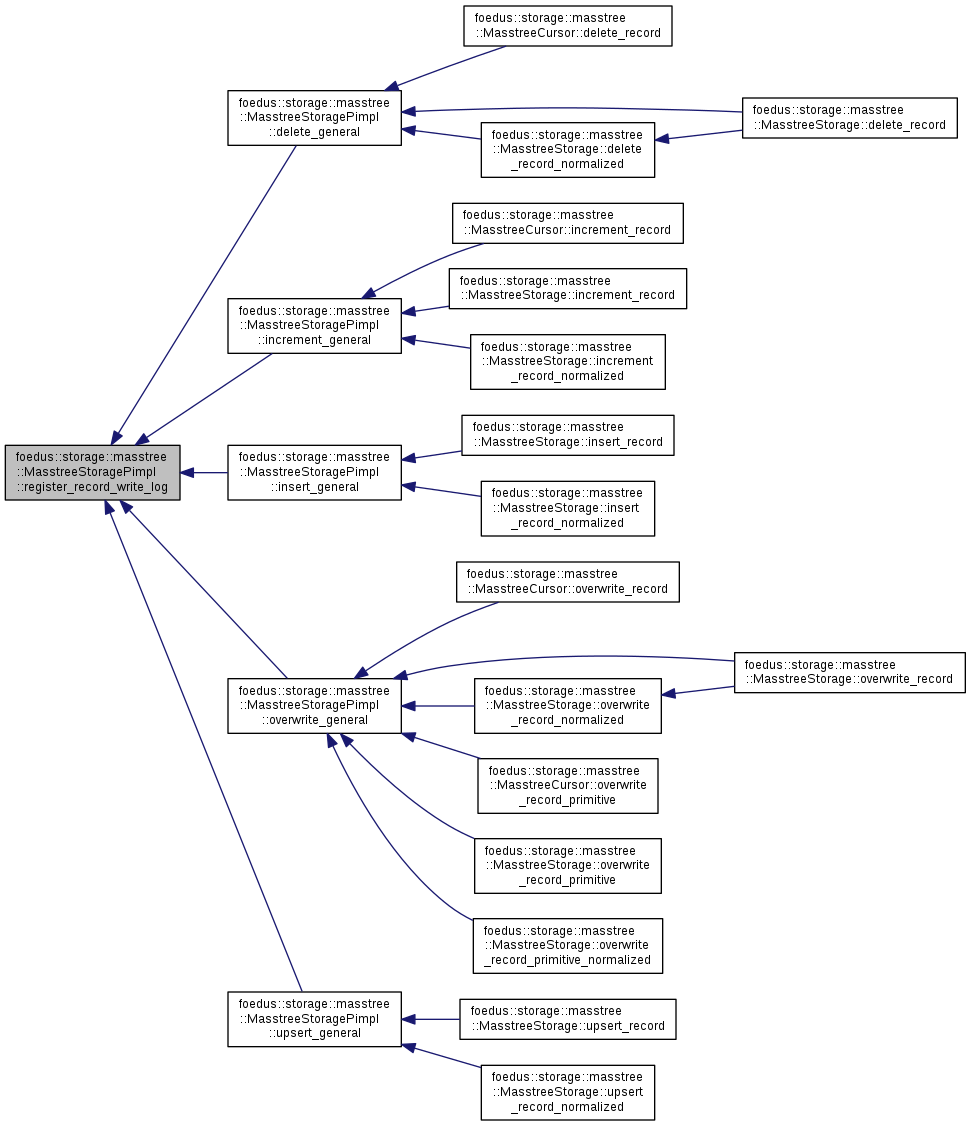 foedus::storage::masstree
::MasstreeCursor::delete_record
foedus::storage::masstree
::MasstreeStoragePimpl
::delete_general
foedus::storage::masstree
::MasstreeStorage::delete_record
foedus::storage::masstree
::MasstreeStorage::delete
_record_normalized
foedus::storage::masstree
::MasstreeCursor::increment_record
foedus::storage::masstree
::MasstreeStorage::increment_record
foedus::storage::masstree
::MasstreeStoragePimpl
::increment_general
foedus::storage::masstree
::MasstreeStorage::increment
_record_normalized
foedus::storage::masstree
::MasstreeStorage::insert_record
foedus::storage::masstree
::MasstreeStoragePimpl
::register_record_write_log
foedus::storage::masstree
::MasstreeStoragePimpl
::insert_general
foedus::storage::masstree
::MasstreeStorage::insert
_record_normalized
foedus::storage::masstree
::MasstreeCursor::overwrite_record
foedus::storage::masstree
::MasstreeStorage::overwrite_record
foedus::storage::masstree
::MasstreeStoragePimpl
::overwrite_general
foedus::storage::masstree
::MasstreeStorage::overwrite
_record_normalized
foedus::storage::masstree
::MasstreeCursor::overwrite
_record_primitive
foedus::storage::masstree
::MasstreeStorage::overwrite
_record_primitive
foedus::storage::masstree
::MasstreeStorage::overwrite
_record_primitive_normalized
foedus::storage::masstree
::MasstreeStoragePimpl
::upsert_general
foedus::storage::masstree
::MasstreeStorage::upsert_record
foedus::storage::masstree
::MasstreeStorage::upsert
_record_normalized